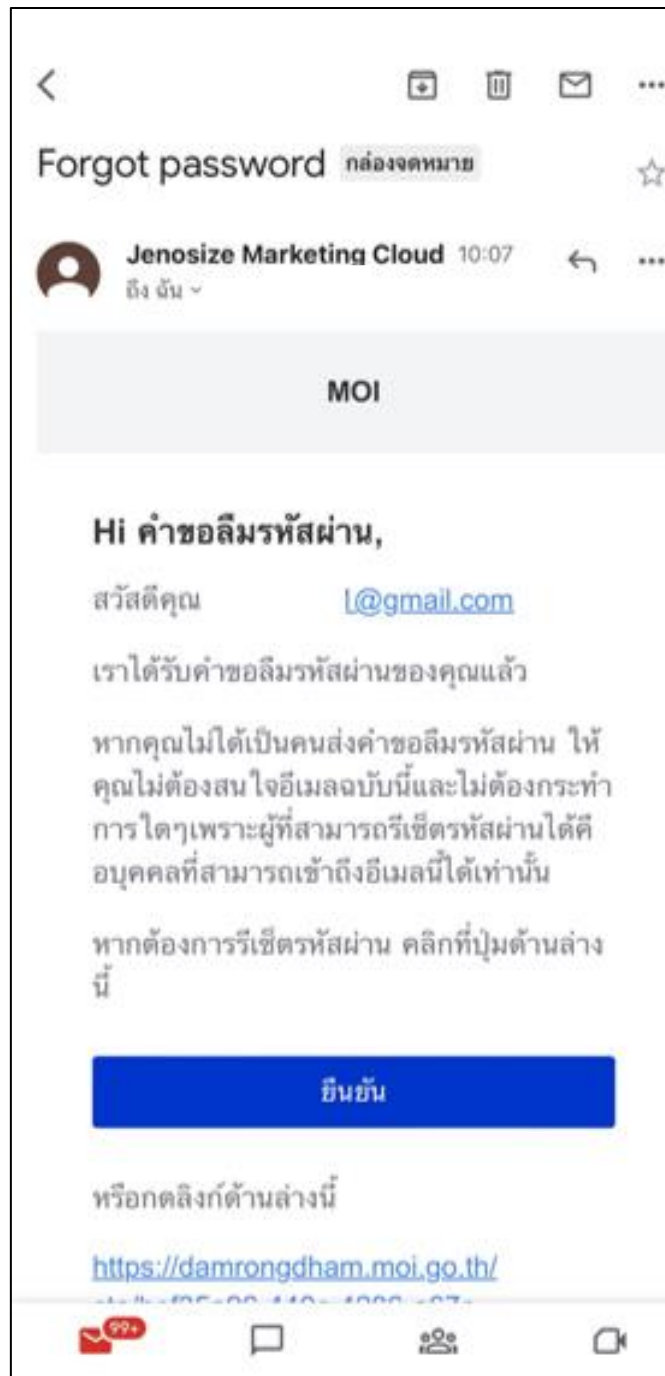 Forgot password กล่องจดหมาย
Jenosize Marketing Cloud 10:07
ถึง ฉัน
MOI
Hi คำขอลืมรหัสผ่าน,
สวัสดีคุณ l@gmail.com
เราได้รับคำขอลืมรหัสผ่านของคุณแล้ว
หากคุณไม่ได้เป็นคนส่งคำขอลืมรหัสผ่าน ให้
คุณไม่ต้องสนใจอีเมลฉบับนี้และไม่ต้องกระทำ
การใดๆเพราะผู้ที่สามารถรีเซ็ตรหัสผ่านได้คื
อบุคคลที่สามารถเข้าถึงอีเมลนี้ได้เท่านั้น
หากต้องการรีเซ็ตรหัสผ่าน คลิกที่ปุ่มด้านล่าง
นี้
ยืนยัน
หรือกดลิงก์ด้านล่างนี้
https://damrongdham.moi.go.th/
99+